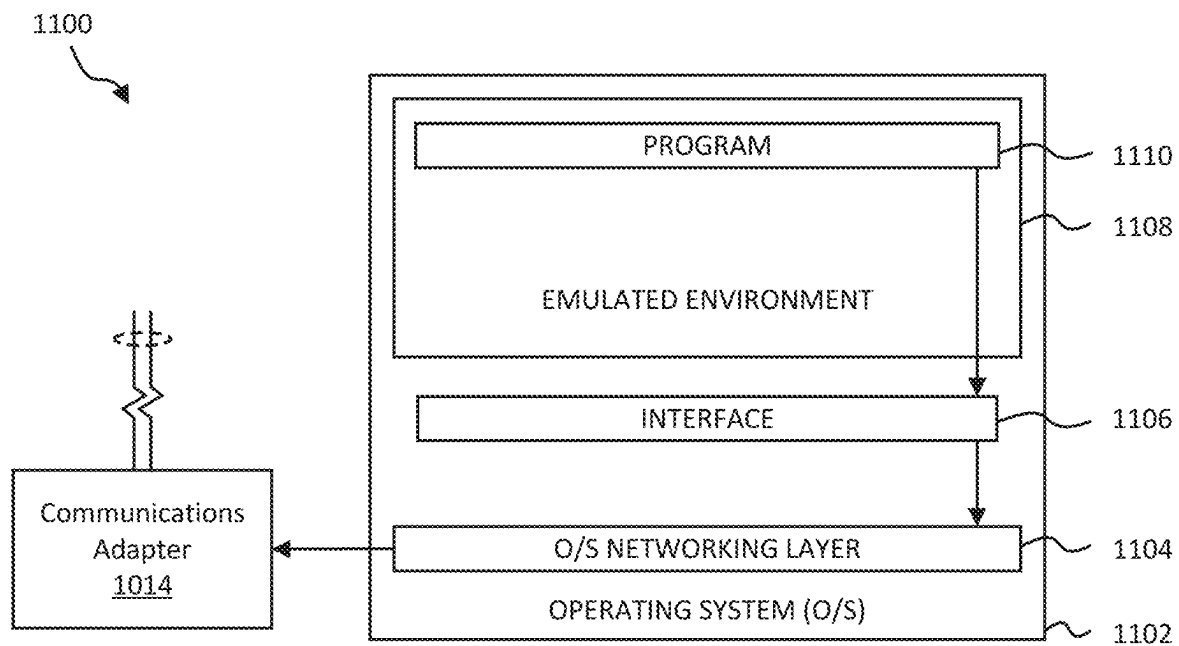 1100
PROGRAM
1110
1108
EMULATED ENVIRONMENT
INTERFACE
1106
Communications
Adapter
1014
O/S NETWORKING LAYER
1104
OPERATING SYSTEM (O/S)
1102